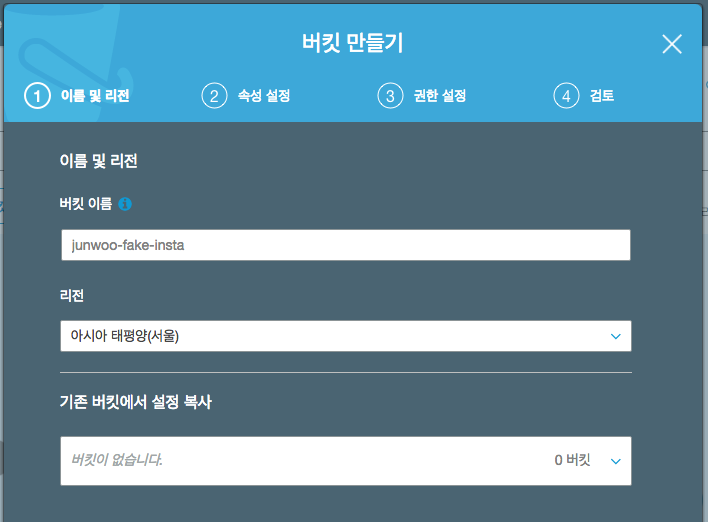 버킷 만들기
1 이름 및 리전 2 속성 설정 3 권한 설정 4 검토
이름 및 리전
버킷 이름
junwoo-fake-insta
리전
아시아 태평양(서울)
기존 버킷에서 설정 복사
버킷이 없습니다. 0 버킷